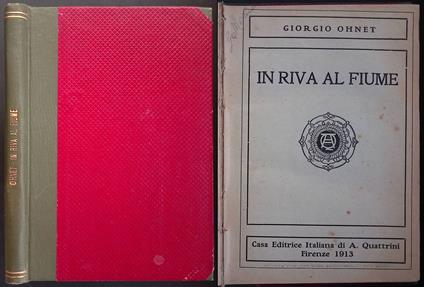 OHNET - IN RIVA AL FIUME
GIORGIO OHNET
IN RIVA AL FIUME
Casa Editrice Italiana di A. Quattrini
Firenze 1913